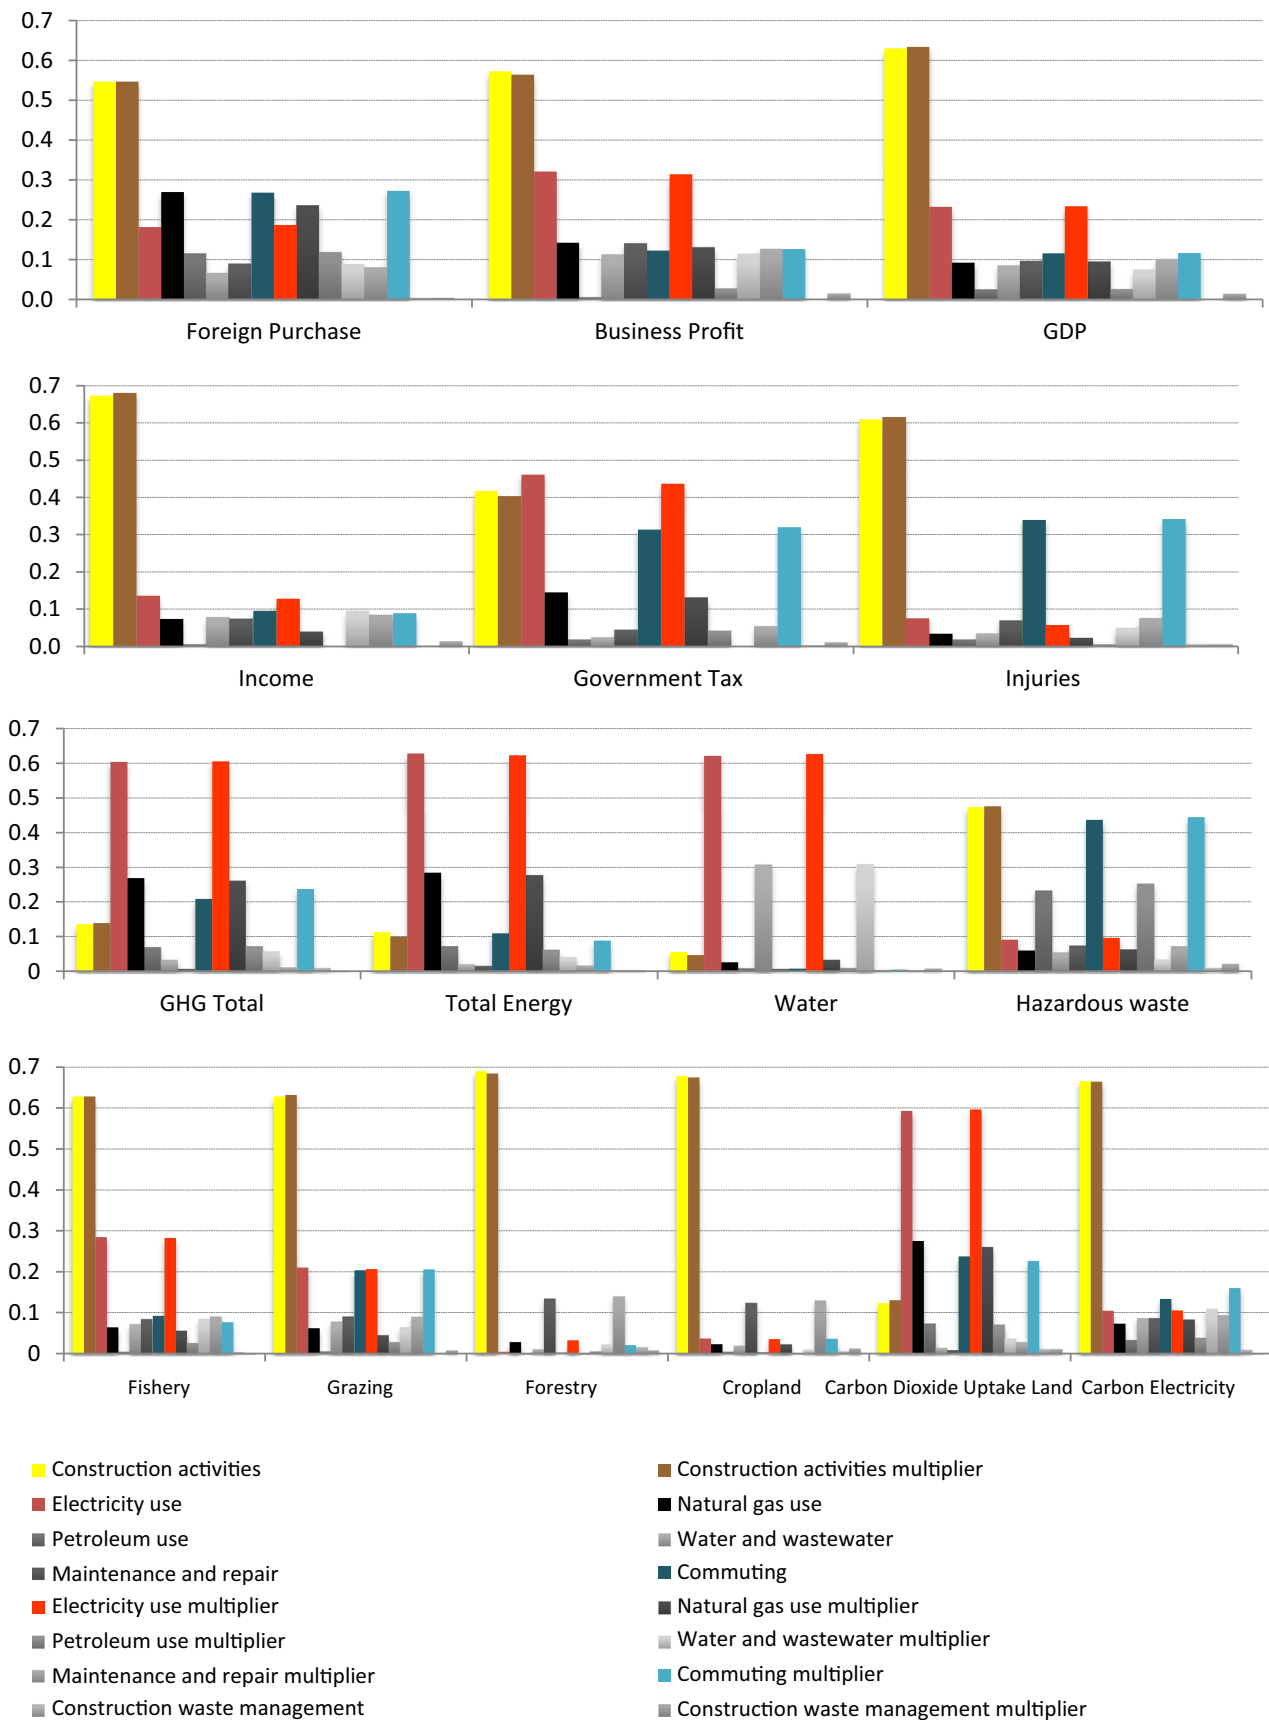 0.7
0.6
0.5
0.4
0.3
0.2
0.1
0.0
Foreign Purchase Business Profit GDP
0.7
0.6
0.5
0.4
0.3
0.2
0.1
0.0
Income Government Tax Injuries
0.7
0.6
0.5
0.4
0.3
0.2
0.1
0
GHG Total Total Energy Water Hazardous waste
0.7
0.6
0.5
0.4
0.3
0.2
0.1
0
Fishery Grazing Forestry Cropland Carbon Dioxide Uptake Land Carbon Electricity
Construction activities Construction activities multiplier
Electricity use Natural gas use
Petroleum use Water and wastewater
Maintenance and repair Commuting
Electricity use multiplier Natural gas use multiplier
Petroleum use multiplier Water and wastewater multiplier
Maintenance and repair multiplier Commuting multiplier
Construction waste management Construction waste management multiplier